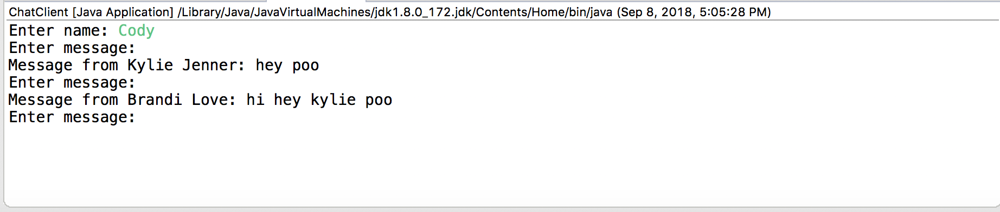 ChatClient [Java Application] /Library/Java/JavaVirtualMachines/jdk1.8.0_172.jdk/Contents/Home/bin/java (Sep 8, 2018, 5:05:28 PM)
Enter name: Cody
Enter message:
Message from Kylie Jenner: hey poo
Enter message:
Message from Brandi Love: hi hey kylie poo
Enter message: